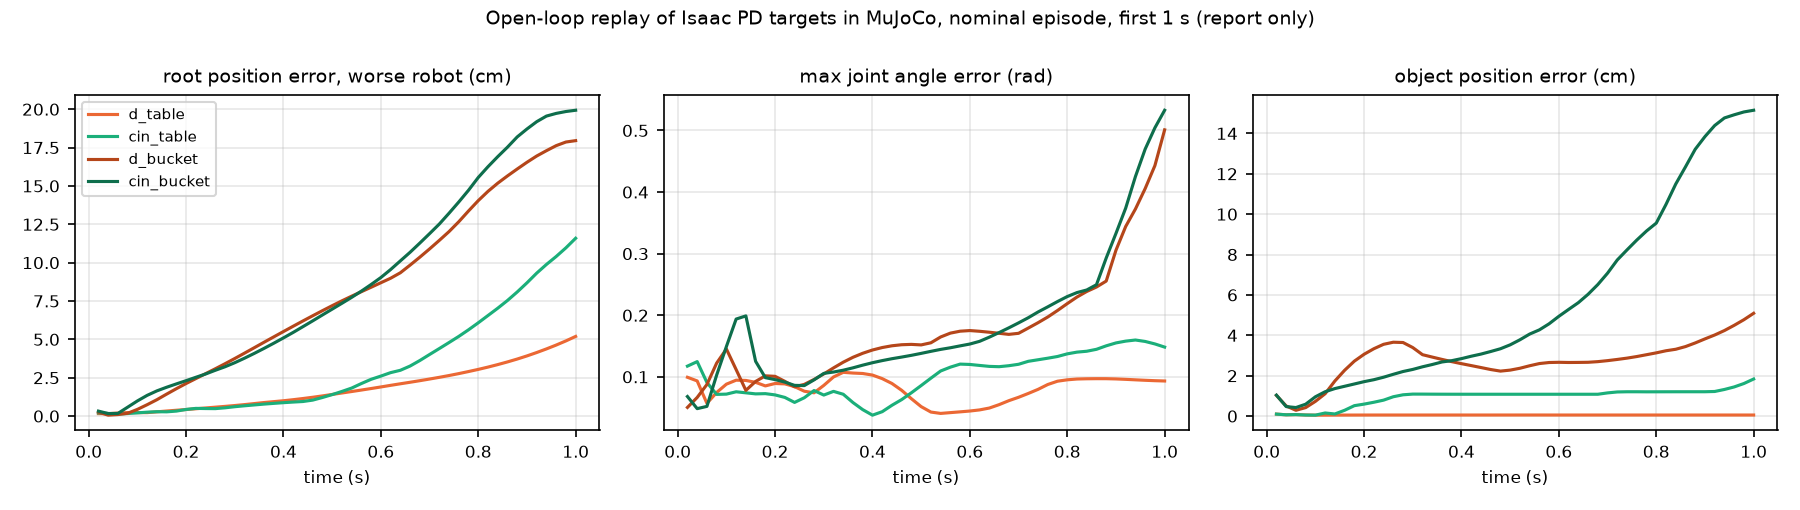 Open-loop replay of Isaac PD targets in MuJoCo, nominal episode, first 1 s (report only)
root position error, worse robot (cm)
20.0
17.5
15.0
12.5
10.0
7.5
5.0
2.5
0.0
d_table
cin_table
d_bucket
cin_bucket
0.0 0.2 0.4 0.6 0.8 1.0
time (s)
max joint angle error (rad)
0.5
0.4
0.3
0.2
0.1
0.0 0.2 0.4 0.6 0.8 1.0
time (s)
object position error (cm)
14
12
10
8
6
4
2
0
0.0 0.2 0.4 0.6 0.8 1.0
time (s)